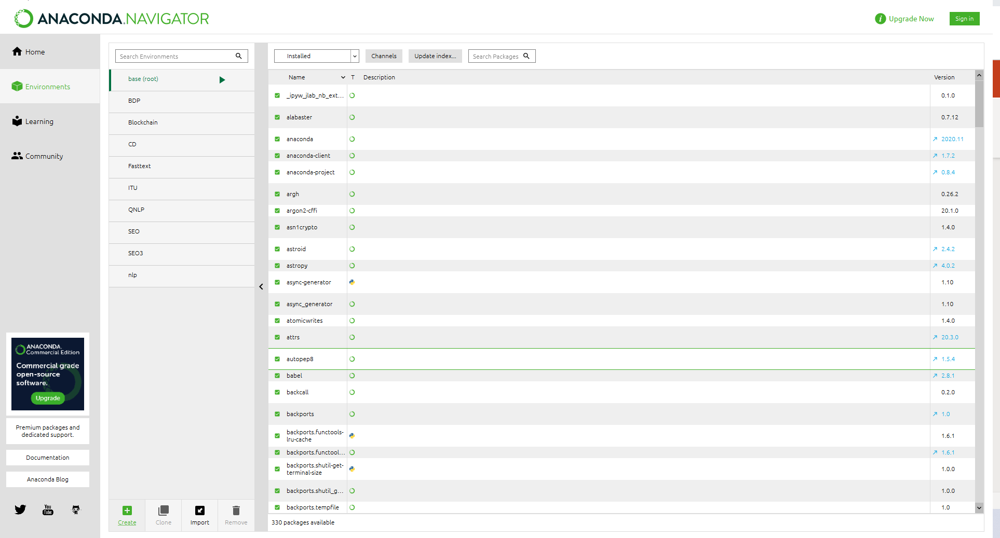 ANACONDA.NAVIGATOR
Upgrade Now
Sign in
Home
Environments
Learning
Community
ANACONDA.
Commercial Edition
Commercial grade
open-source
software.
Upgrade
Premium packages and
dedicated support.
Documentation
Anaconda Blog
You
Tube
Search Environments
base (root)
BDP
Blockchain
CD
Fasttext
ITU
QNLP
SEO
SEO3
nlp
Create
Clone
Import
Remove
Installed
Channels
Update index...
Search Packages
Name T Description Version
_ipyw_jlab_nb_ext... 0.1.0
alabaster 0.7.12
anaconda 2020.11
anaconda-client 1.7.2
anaconda-project 0.8.4
argh 0.26.2
argon2-cffi 20.1.0
asn1crypto 1.4.0
astroid 2.4.2
astropy 4.0.2
async-generator 1.10
async_generator 1.10
atomicwrites 1.4.0
attrs 20.3.0
autopep8 1.5.4
babel 2.8.1
backcall 0.2.0
backports 1.0
backports.functools-
lru-cache 1.6.1
backports.functool... 1.6.1
backports.shutil-get-
terminal-size 1.0.0
backports.shutil_g... 1.0.0
backports.tempfile 1.0
330 packages available